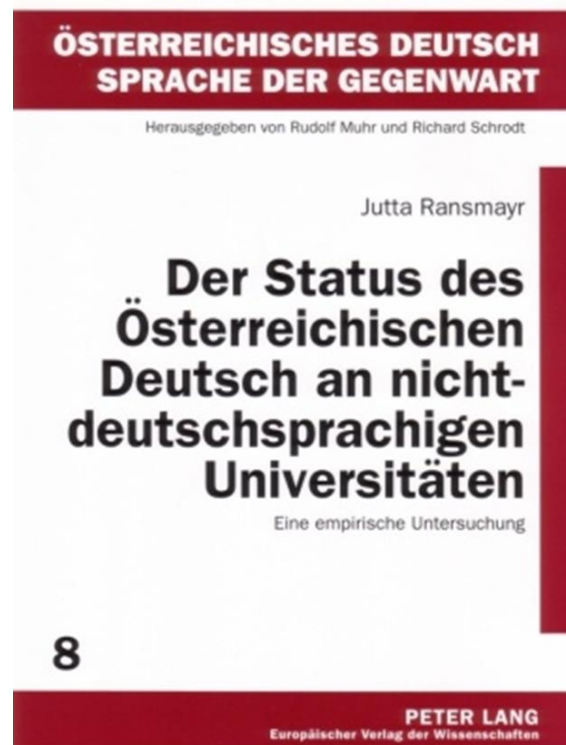 ÖSTERREICHISCHES DEUTSCH
SPRACHE DER GEGENWART
Herausgegeben von Rudolf Muhr und Richard Schrodt
Jutta Ransmayr
Der Status des
Österreichischen
Deutsch an nicht-
deutschsprachigen
Universitäten
Eine empirische Untersuchung
8
PETER LANG
Europäischer Verlag der Wissenschaften